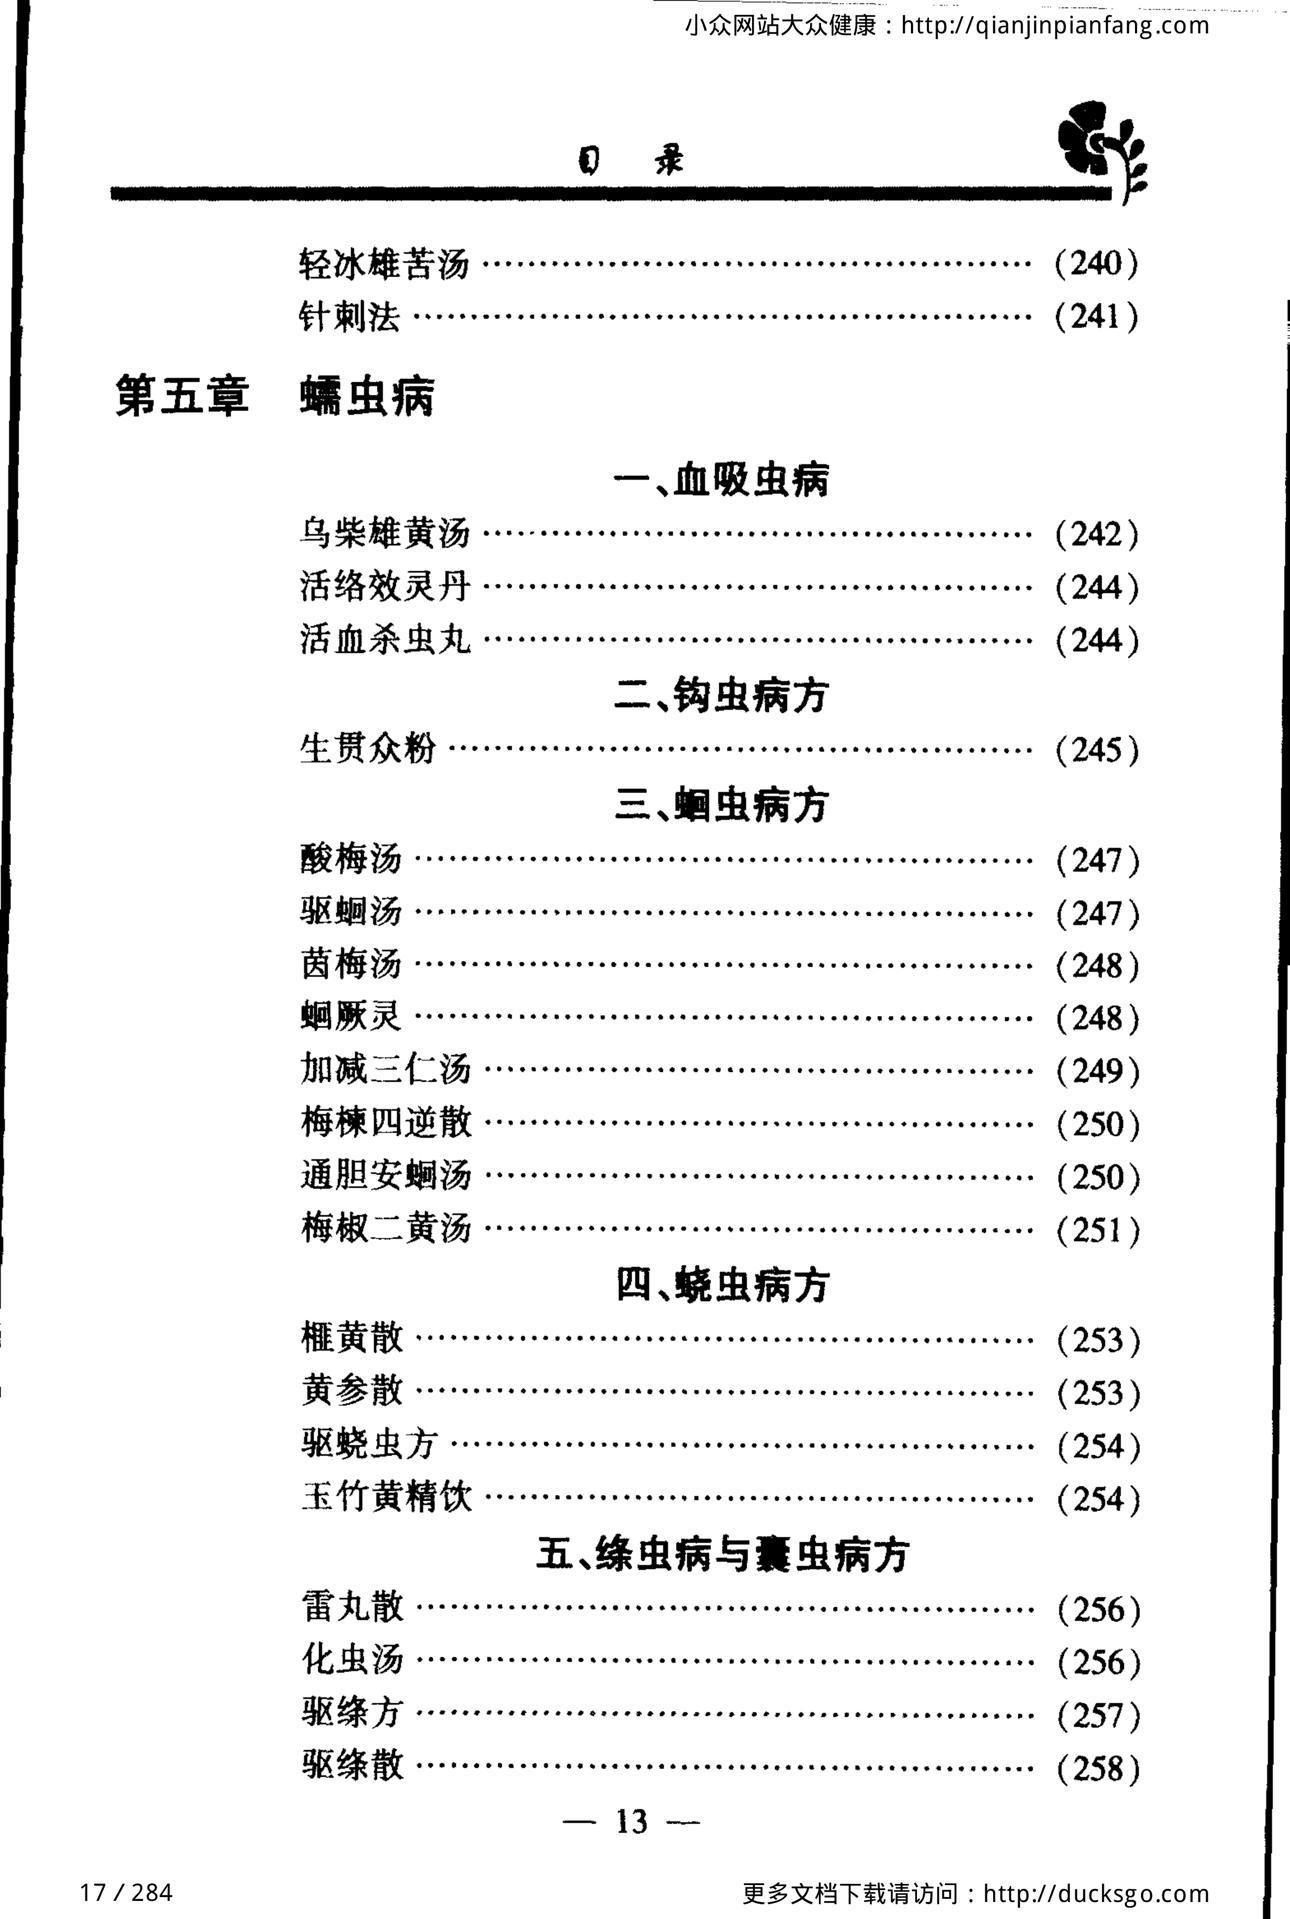 小众网站大众健康：http://qianjinpianfang.com
目 录
轻冰雄苦汤 ……………………………………… (240)
针刺法 ……………………………………… (241)
第五章 蠕虫病
一、血吸虫病
乌柴雄黄汤 ……………………………………… (242)
活络效灵丹 ……………………………………… (244)
活血杀虫丸 ……………………………………… (244)
二、钩虫病方
生贯众粉 ……………………………………… (245)
三、蛔虫病方
酸梅汤 ……………………………………… (247)
驱蛔汤 ……………………………………… (247)
茵梅汤 ……………………………………… (248)
蛔厥灵 ……………………………………… (248)
加减三仁汤 ……………………………………… (249)
梅楝四逆散 ……………………………………… (250)
通胆安蛔汤 ……………………………………… (250)
梅椒二黄汤 ……………………………………… (251)
四、蛲虫病方
榧黄散 ……………………………………… (253)
黄参散 ……………………………………… (253)
驱蛲虫方 ……………………………………… (254)
玉竹黄精饮 ……………………………………… (254)
五、绦虫病与囊虫病方
雷丸散 ……………………………………… (256)
化虫汤 ……………………………………… (256)
驱绦方 ……………………………………… (257)
驱绦散 ……………………………………… (258)
— 13 —
17 / 284
更多文档下载请访问：http://ducksgo.com